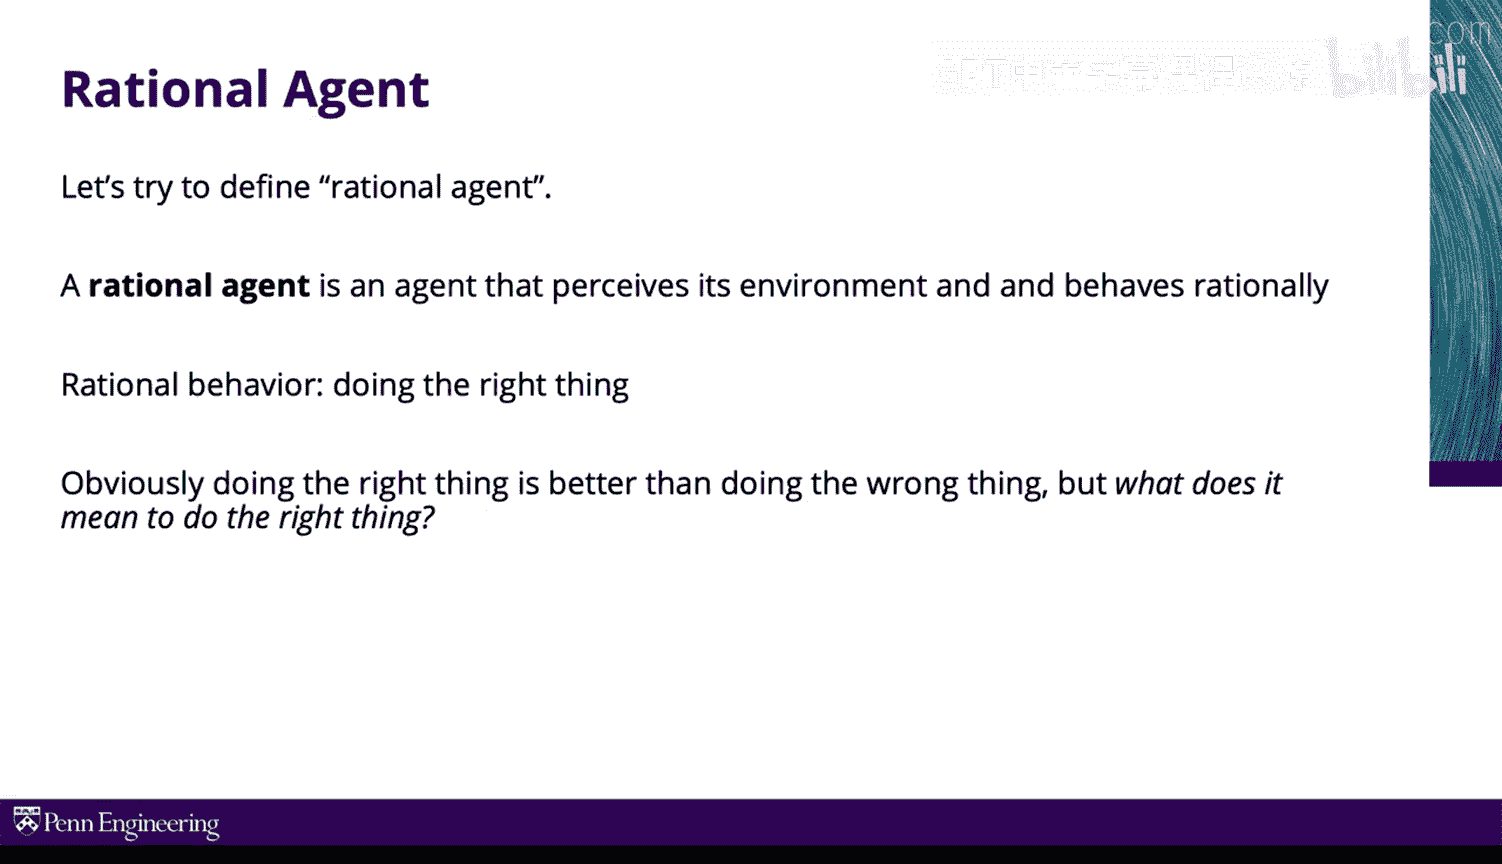 com
bilibili
Rational Agent
Let’s try to define “rational agent”.
A rational agent is an agent that perceives its environment and and behaves rationally
Rational behavior: doing the right thing
Obviously doing the right thing is better than doing the wrong thing, but what does it
mean to do the right thing?
Penn Engineering